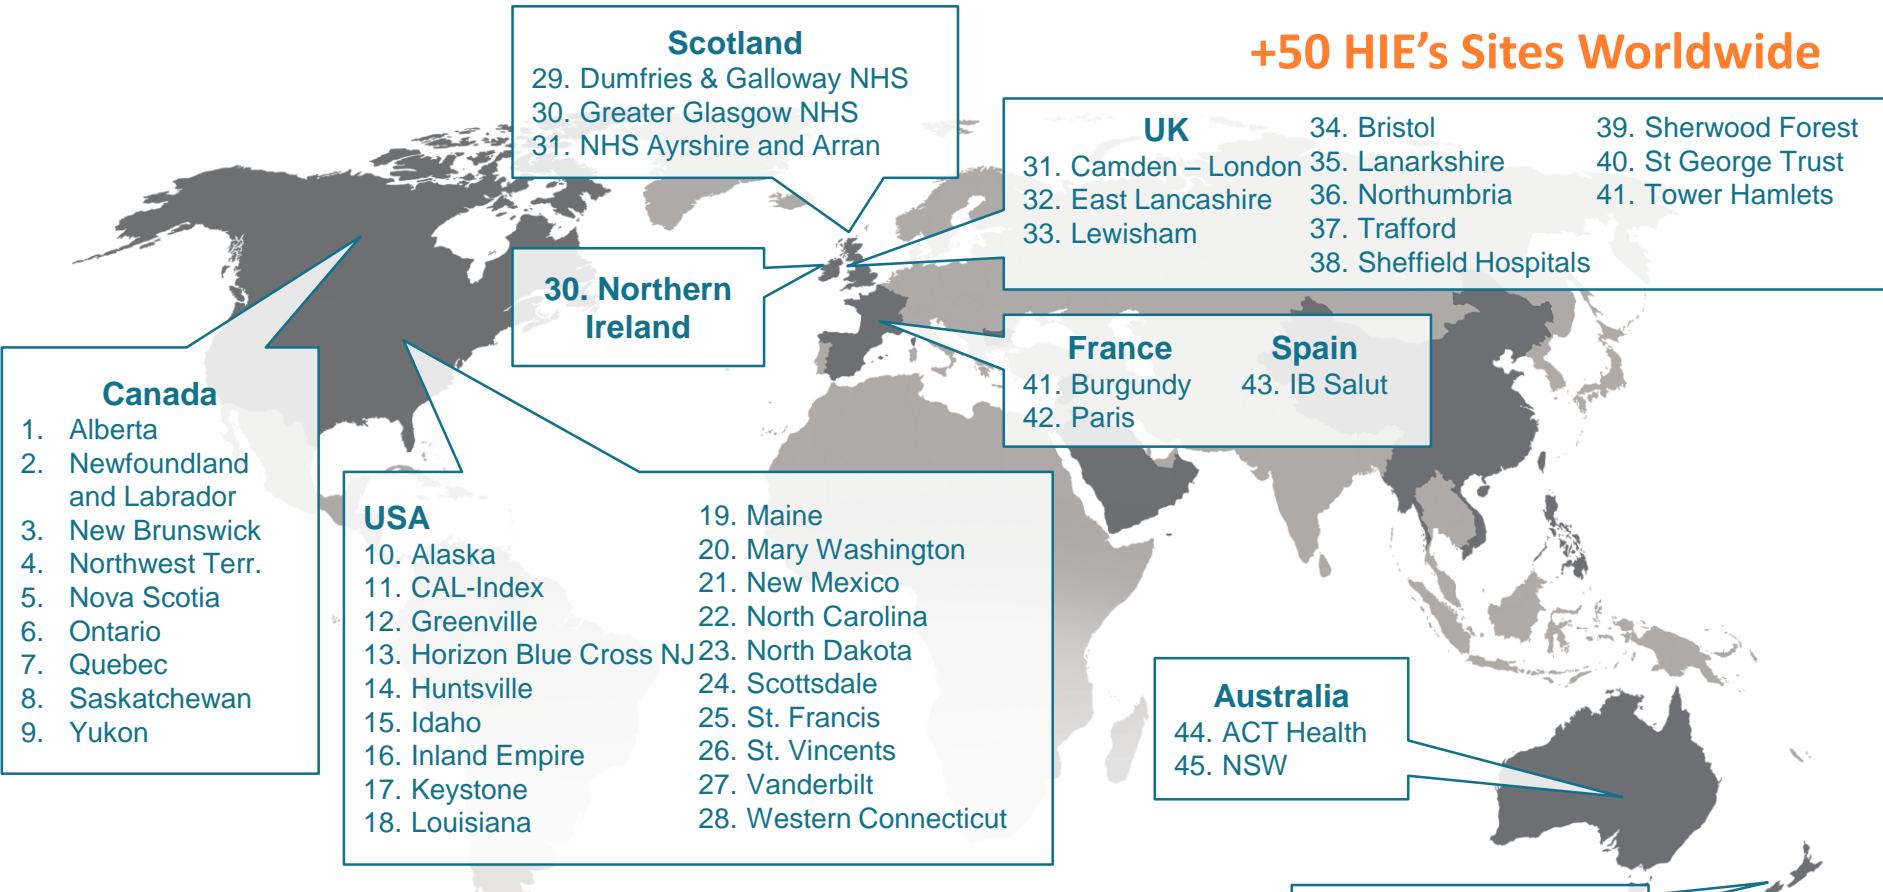 +50 HIE’s Sites Worldwide
Scotland
29. Dumfries & Galloway NHS
30. Greater Glasgow NHS
31. NHS Ayrshire and Arran
UK
31. Camden – London
32. East Lancashire
33. Lewisham
34. Bristol
35. Lanarkshire
36. Northumbria
37. Trafford
38. Sheffield Hospitals
39. Sherwood Forest
40. St George Trust
41. Tower Hamlets
30. Northern
Ireland
France
41. Burgundy
42. Paris
Spain
43. IB Salut
Canada
1. Alberta
2. Newfoundland
and Labrador
3. New Brunswick
4. Northwest Terr.
5. Nova Scotia
6. Ontario
7. Quebec
8. Saskatchewan
9. Yukon
USA
10. Alaska
11. CAL-Index
12. Greenville
13. Horizon Blue Cross NJ
14. Huntsville
15. Idaho
16. Inland Empire
17. Keystone
18. Louisiana
19. Maine
20. Mary Washington
21. New Mexico
22. North Carolina
23. North Dakota
24. Scottsdale
25. St. Francis
26. St. Vincents
27. Vanderbilt
28. Western Connecticut
Australia
44. ACT Health
45. NSW